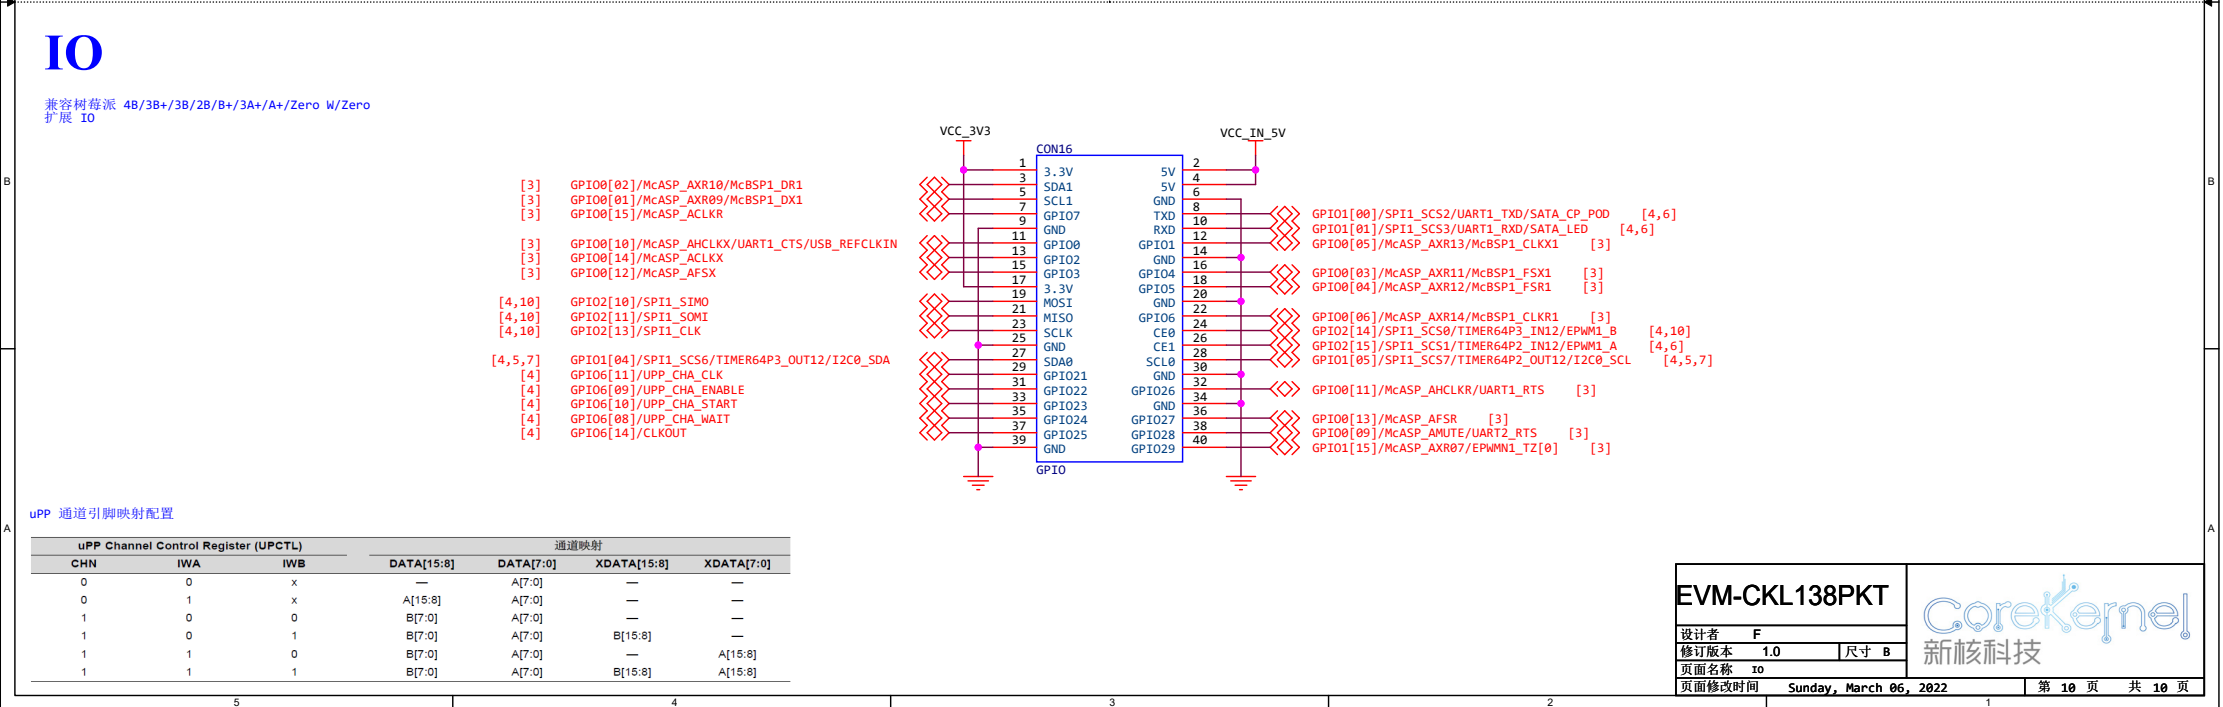 IO
兼容树莓派 4B/3B+/3B/2B/B+/3A+/A+/Zero W/Zero
扩展 IO
VCC_3V3
VCC_IN_5V
CON16
1 3.3V 5V 2
[3] GPIO0[02]/McASP_AXR10/McBSP1_DR1 3 SDA1 5V 4
[3] GPIO0[01]/McASP_AXR09/McBSP1_DX1 5 SCL1 GND 6
[3] GPIO0[15]/McASP_ACLKR 7 GPIO7 TXD 8 GPIO1[00]/SPI1_SCS2/UART1_TXD/SATA_CP_POD [4,6]
9 GND RXD 10 GPIO1[01]/SPI1_SCS3/UART1_RXD/SATA_LED [4,6]
[3] GPIO0[10]/McASP_AHCLKX/UART1_CTS/USB_REFCLKIN 11 GPIO0 GPIO1 12 GPIO0[05]/McASP_AXR13/McBSP1_CLKX1 [3]
[3] GPIO0[14]/McASP_ACLKX 13 GPIO2 GND 14
[3] GPIO0[12]/McASP_AFSX 15 GPIO3 GPIO4 16 GPIO0[03]/McASP_AXR11/McBSP1_FSX1 [3]
17 3.3V GPIO5 18 GPIO0[04]/McASP_AXR12/McBSP1_FSR1 [3]
[4,10] GPIO2[10]/SPI1_SIMO 19 MOSI GND 20
[4,10] GPIO2[11]/SPI1_SOMI 21 MISO GPIO6 22 GPIO0[06]/McASP_AXR14/McBSP1_CLKR1 [3]
[4,10] GPIO2[13]/SPI1_CLK 23 SCLK CE0 24 GPIO2[14]/SPI1_SCS0/TIMER64P3_IN12/EPWM1_B [4,10]
25 GND CE1 26 GPIO2[15]/SPI1_SCS1/TIMER64P2_IN12/EPWM1_A [4,6]
[4,5,7] GPIO1[04]/SPI1_SCS6/TIMER64P3_OUT12/I2C0_SDA 27 SDA0 SCL0 28 GPIO1[05]/SPI1_SCS7/TIMER64P2_OUT12/I2C0_SCL [4,5,7]
[4] GPIO6[11]/UPP_CHA_CLK 29 GPIO21 GND 30
[4] GPIO6[09]/UPP_CHA_ENABLE 31 GPIO22 GPIO26 32 GPIO0[11]/McASP_AHCLKR/UART1_RTS [3]
[4] GPIO6[10]/UPP_CHA_START 33 GPIO23 GND 34
[4] GPIO6[08]/UPP_CHA_WAIT 35 GPIO24 GPIO27 36 GPIO0[13]/McASP_AFSR [3]
[4] GPIO6[14]/CLKOUT 37 GPIO25 GPIO28 38 GPIO0[09]/McASP_AMUTE/UART2_RTS [3]
39 GND GPIO29 40 GPIO1[15]/McASP_AXR07/EPWMN1_TZ[0] [3]
GPIO
B B
A A
uPP 通道引脚映射配置
uPP Channel Control Register (UPCTL) 通道映射
CHN IWA IWB DATA[15:8] DATA[7:0] XDATA[15:8] XDATA[7:0]
0 0 x — A[7:0] — —
0 1 x A[15:8] A[7:0] — —
1 0 0 B[7:0] A[7:0] — —
1 0 1 B[7:0] A[7:0] B[15:8] —
1 1 0 B[7:0] A[7:0] — A[15:8]
1 1 1 B[7:0] A[7:0] B[15:8] A[15:8]
EVM-CKL138PKT
CoreKernel
新核科技
设计者 F
修订版本 1.0 尺寸 B
页面名称 IO
页面修改时间 Sunday, March 06, 2022 第 10 页 共 10 页
5 4 3 2 1